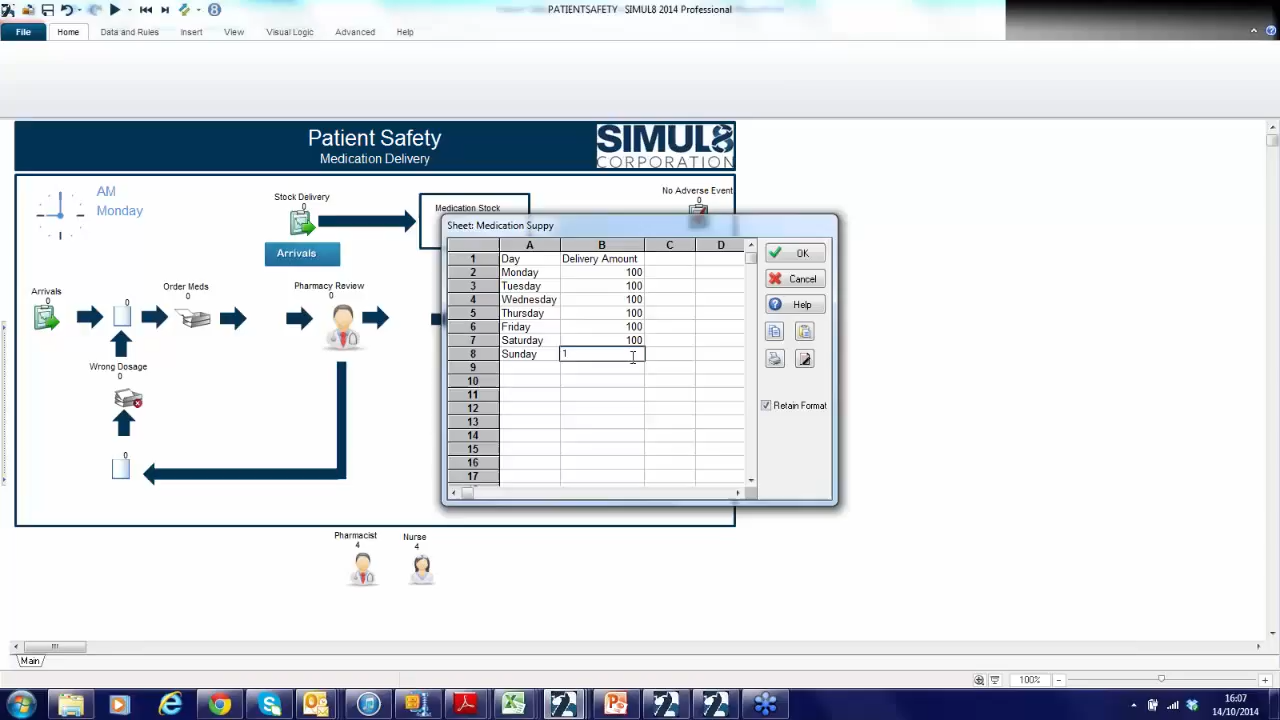 PATIENTSAFETY - SIMUL8 2014 Professional
File Home Data and Rules Insert View Visual Logic Advanced Help
Patient Safety
Medication Delivery
SIMUL8
CORPORATION
AM
Monday
Stock Delivery
0
Medication Stock
No Adverse Event
0
Arrivals
Arrivals
0
0
Order Meds
0
Pharmacy Review
0
Wrong Dosage
0
0
Pharmacist
4
Nurse
4
Sheet: Medication Suppy
A B C D
1 Day Delivery Amount
2 Monday 100
3 Tuesday 100
4 Wednesday 100
5 Thursday 100
6 Friday 100
7 Saturday 100
8 Sunday 1
9
10
11
12
13
14
15
16
17
OK
Cancel
Help
Retain Format
Main
100%
16:07
14/10/2014